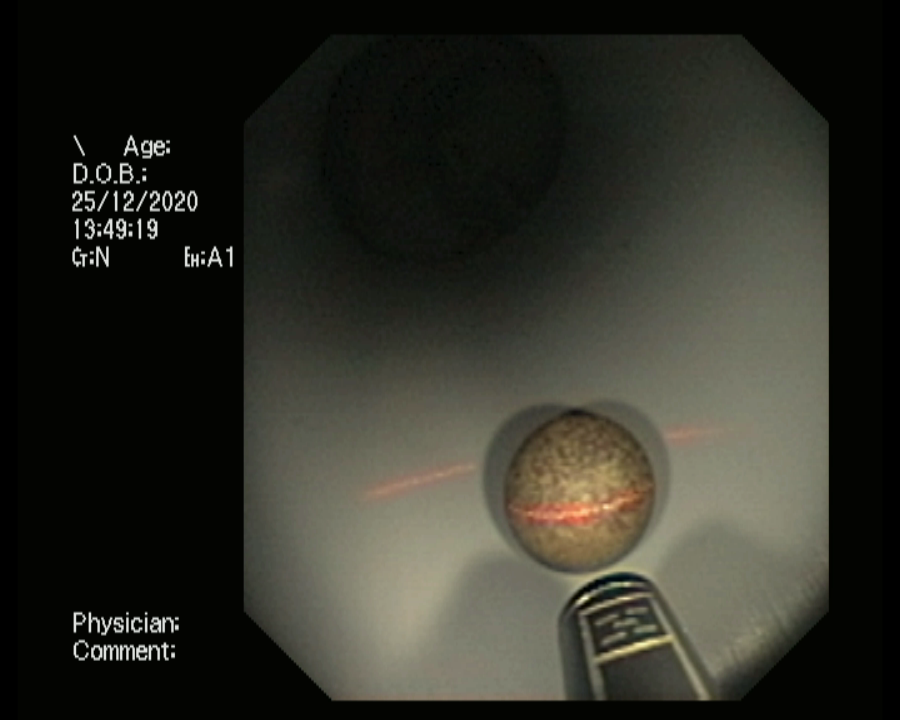 \ Age:
D.O.B.:
25/12/2020
13:49:19
Cr:N Eh:A1
Physician:
Comment: